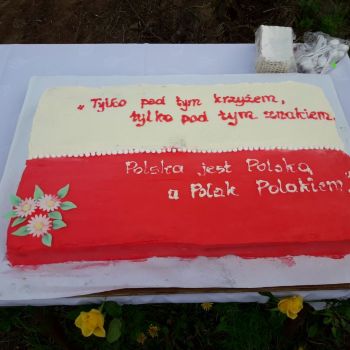 „Tylko pod tym krzyżem,
tylko pod tym znakiem.
Polska jest Polską
a Polak Polakiem"